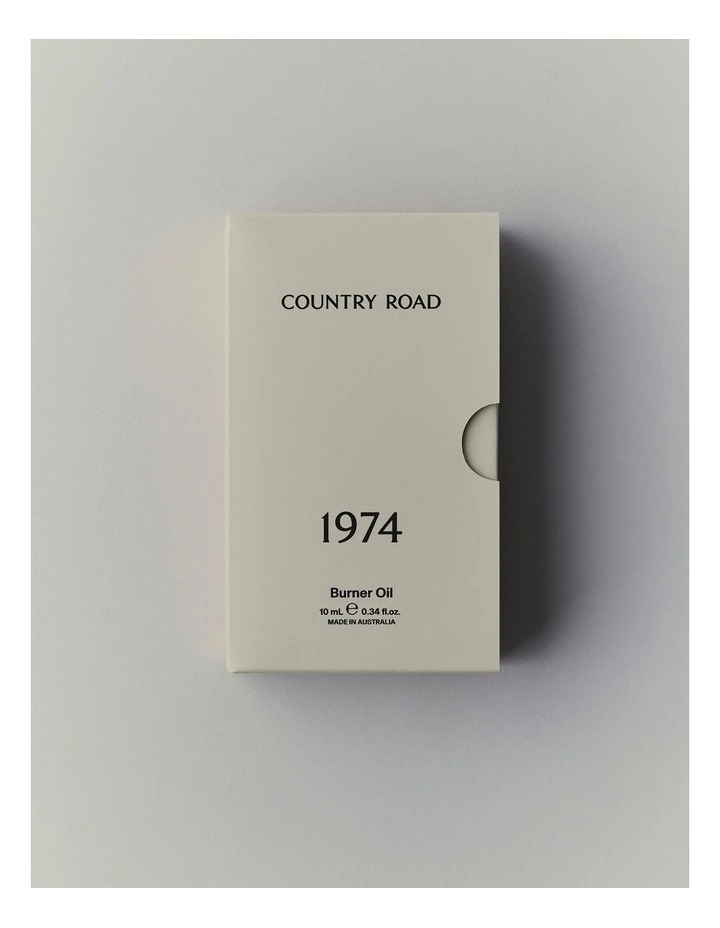 COUNTRY ROAD
1974
Burner Oil
10 mL ℮ 0.34 fl.oz.
MADE IN AUSTRALIA